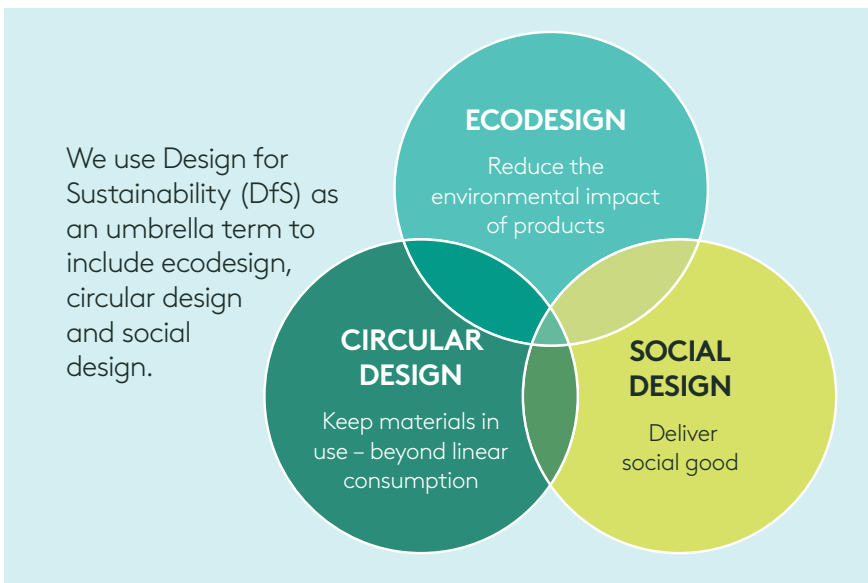 We use Design for
Sustainability (DfS) as
an umbrella term to
include ecodesign,
circular design
and social
design.
ECODESIGN
Reduce the
environmental impact
of products
CIRCULAR
DESIGN
Keep materials in
use – beyond linear
consumption
SOCIAL
DESIGN
Deliver
social good